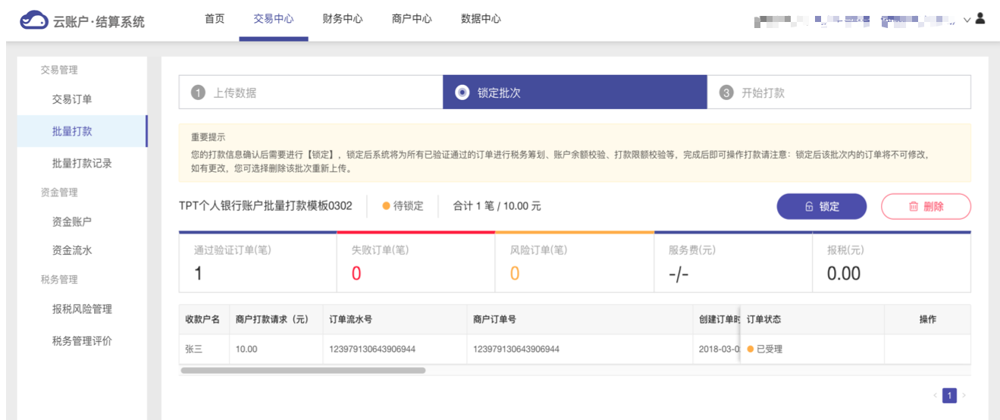 云账户·结算系统 首页 交易中心 财务中心 商户中心 数据中心
交易管理
交易订单
批量打款
批量打款记录
资金管理
资金账户
资金流水
税务管理
报税风险管理
税务管理评价
1 上传数据 锁定批次 3 开始打款
重要提示
您的打款信息确认后需要进行【锁定】，锁定后系统将为所有已验证通过的订单进行税务筹划、账户余额校验、打款限额校验等，完成后即可操作打款请注意：锁定后该批次内的订单将不可修改，
如有更改，您可选择删除该批次重新上传。
TPT个人银行账户批量打款模板0302 待锁定 合计 1 笔 / 10.00 元 锁定 删除
通过验证订单(笔) 失败订单(笔) 风险订单(笔) 服务费(元) 报税(元)
1 0 0 -/- 0.00
收款户名 商户打款请求（元） 订单流水号 商户订单号 创建订单时 订单状态 操作
张三 10.00 123979130643906944 123979130643906944 2018-03-0 已受理
< 1 >